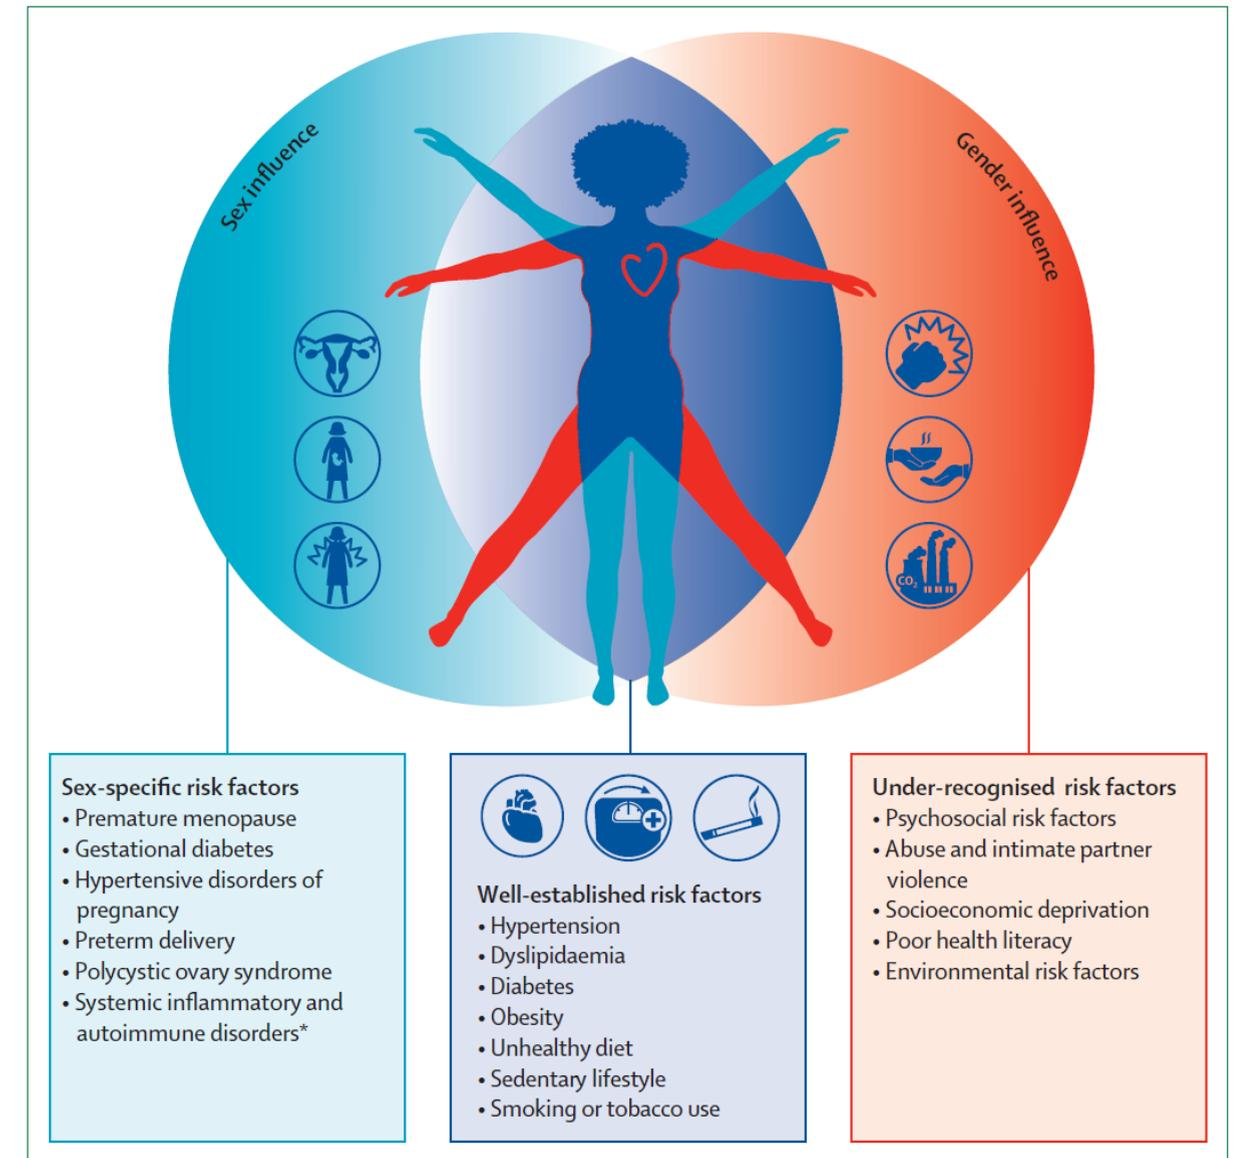 Sex influence
Gender influence
CO2
Sex-specific risk factors
• Premature menopause
• Gestational diabetes
• Hypertensive disorders of
pregnancy
• Preterm delivery
• Polycystic ovary syndrome
• Systemic inflammatory and
autoimmune disorders*
Well-established risk factors
• Hypertension
• Dyslipidaemia
• Diabetes
• Obesity
• Unhealthy diet
• Sedentary lifestyle
• Smoking or tobacco use
Under-recognised risk factors
• Psychosocial risk factors
• Abuse and intimate partner
violence
• Socioeconomic deprivation
• Poor health literacy
• Environmental risk factors